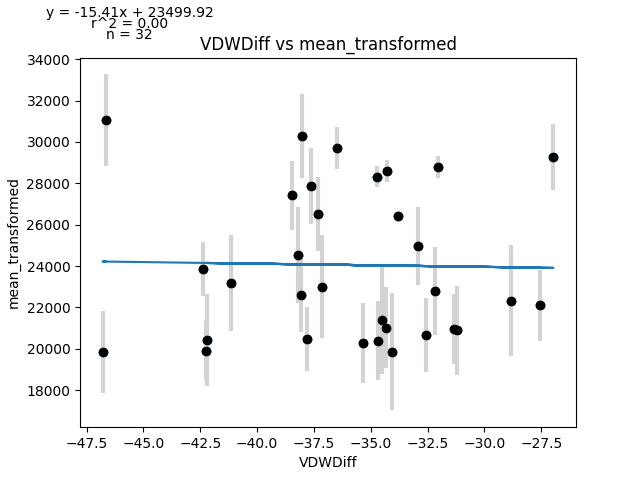 y = -15.41x + 23499.92
r^2 = 0.00
n = 32
VDWDiff vs mean_transformed
34000
32000
30000
28000
26000
24000
22000
20000
18000
mean_transformed
−47.5 −45.0 −42.5 −40.0 −37.5 −35.0 −32.5 −30.0 −27.5
VDWDiff